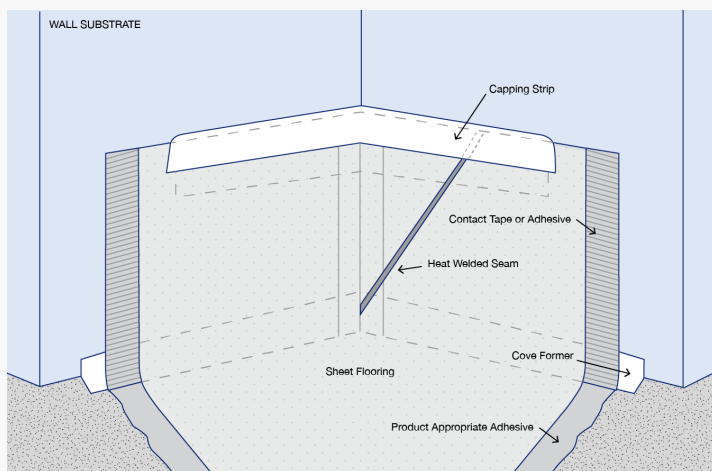 WALL SUBSTRATE
Capping Strip
Contact Tape or Adhesive
Heat Welded Seam
Cove Former
Sheet Flooring
Product Appropriate Adhesive